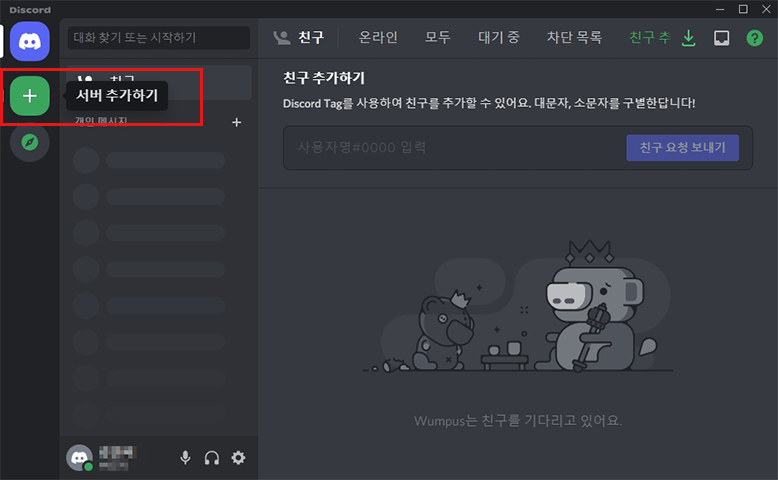 Discord
대화 찾기 또는 시작하기
친구
온라인
모두
대기 중
차단 목록
친구 추
친구
서버 추가하기
개인 메시지
친구 추가하기
Discord Tag를 사용하여 친구를 추가할 수 있어요. 대문자, 소문자를 구별한답니다!
사용자명#0000 입력
친구 요청 보내기
Wumpus는 친구를 기다리고 있어요.